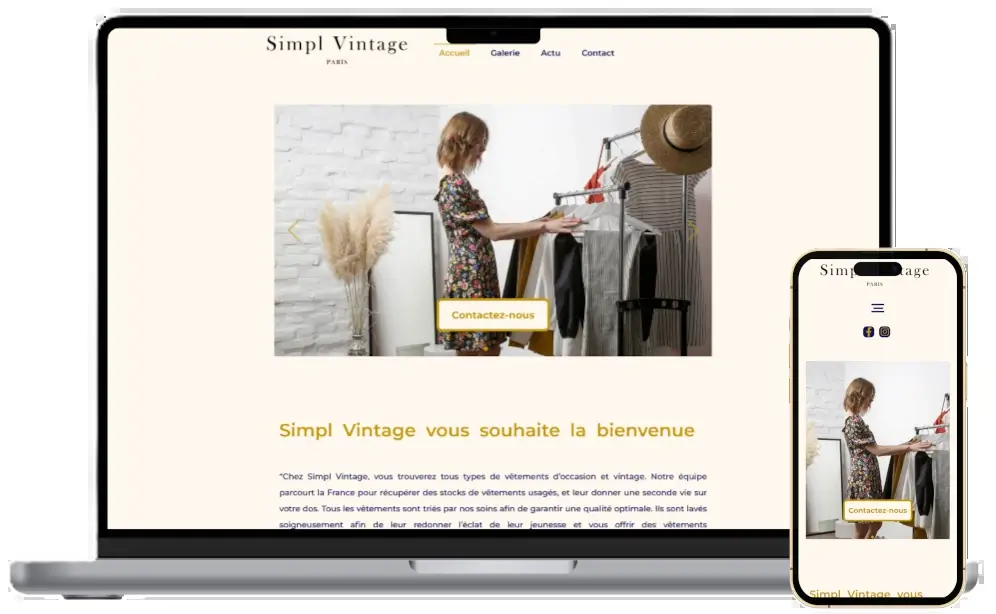 Simpl Vintage
PARIS
Accueil
Galerie
Actu
Contact
Contactez-nous
Simpl Vintage vous souhaite la bienvenue
“Chez Simpl Vintage, vous trouverez tous types de vêtements d’occasion et vintage. Notre équipe
parcourt la France pour récupérer des stocks de vêtements usagés, et leur donner une seconde vie sur
votre dos. Tous les vêtements sont triés par nos soins afin de garantir une qualité optimale. Ils sont lavés
soigneusement afin de leur redonner l’éclat de leur jeunesse et vous offrir des vêtements
Simp tage
PARIS
Contactez-nous
Simpl Vintage vous